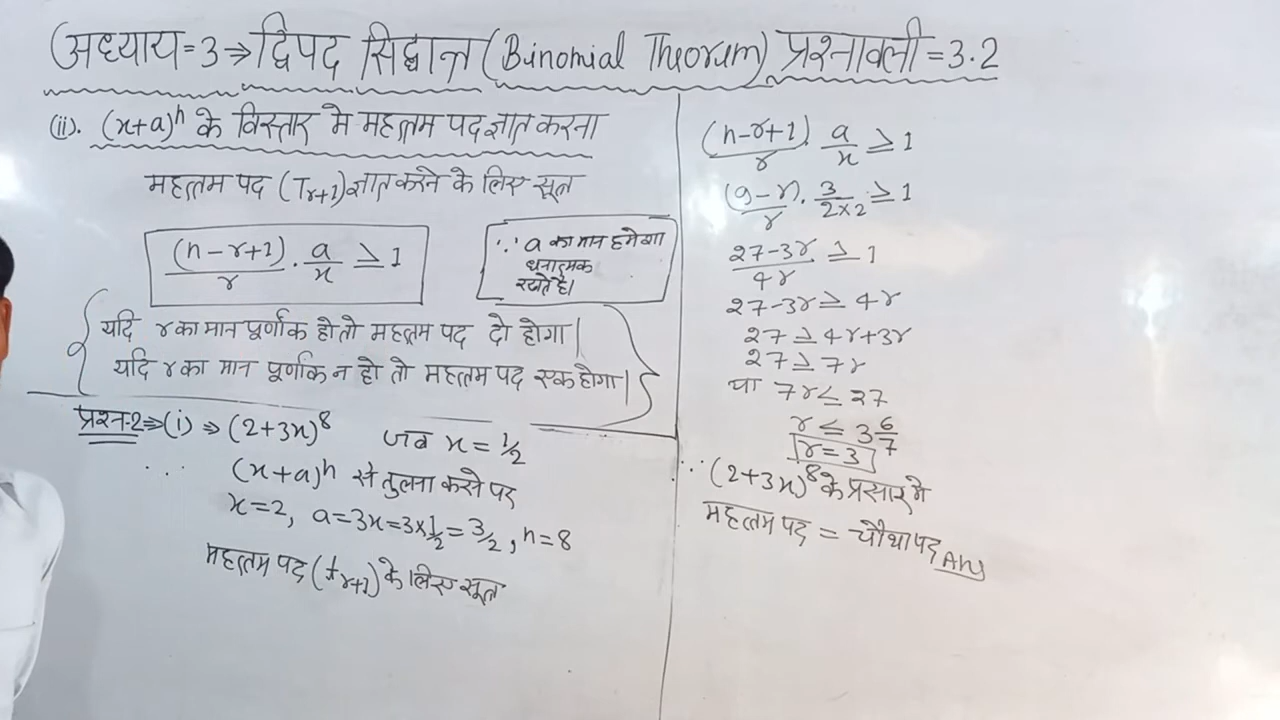 अध्याय=3⇒द्विपद सिद्धान्त (Binomial Theorum) प्रश्नावली=3.2
(ii). (x+a)^n के विस्तार मे महत्तम पद ज्ञात करना
महत्तम पद (T_{r+1}) ज्ञात करने के लिए सूत्र
(n-r+1)/r . a/x ≥ 1
∵ a का मान हमेशा
धनात्मक
रखते है।
यदि r का मान पूर्णाक हो तो महत्तम पद दो होगा।
यदि r का मान पूर्णाक न हो तो महत्तम पद एक होगा।
प्रश्न-2⇒(i) ⇒ (2+3x)^8 जब x = 1/2
∴ (x+a)^n से तुलना करने पर
x=2, a=3x=3×1/2=3/2, n=8
महत्तम पद (t_{r+1}) के लिए सूत्र
(n-r+1)/r . a/x ≥ 1
(9-r)/r . 3/2×2 ≥ 1
27-3r/4r ≥ 1
27-3r ≥ 4r
27 ≥ 4r+3r
27 ≥ 7r
या 7r ≤ 27
r ≤ 3 6/7
r=3
∵ (2+3x)^8 के प्रसार मे
महत्तम पद = चौथा पद Ans